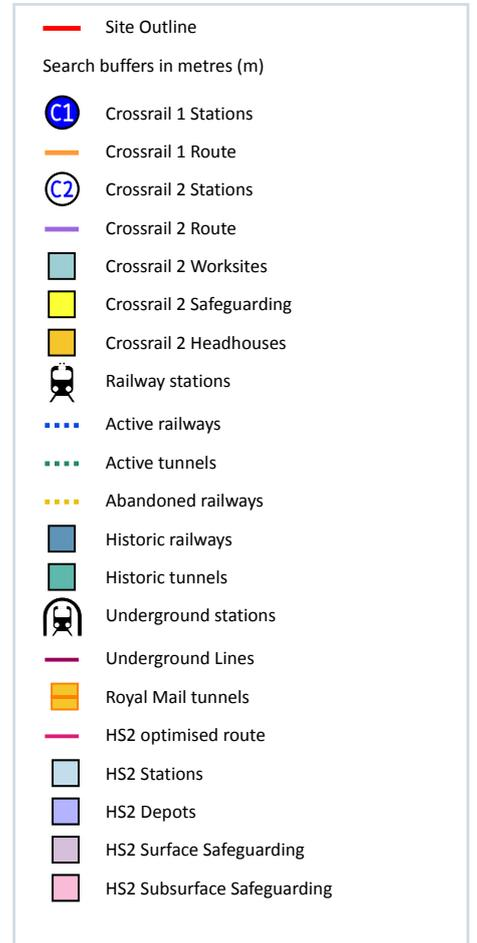 Site Outline
Search buffers in metres (m)
C1 Crossrail 1 Stations
Crossrail 1 Route
C2 Crossrail 2 Stations
Crossrail 2 Route
Crossrail 2 Worksites
Crossrail 2 Safeguarding
Crossrail 2 Headhouses
Railway stations
Active railways
Active tunnels
Abandoned railways
Historic railways
Historic tunnels
Underground stations
Underground Lines
Royal Mail tunnels
HS2 optimised route
HS2 Stations
HS2 Depots
HS2 Surface Safeguarding
HS2 Subsurface Safeguarding